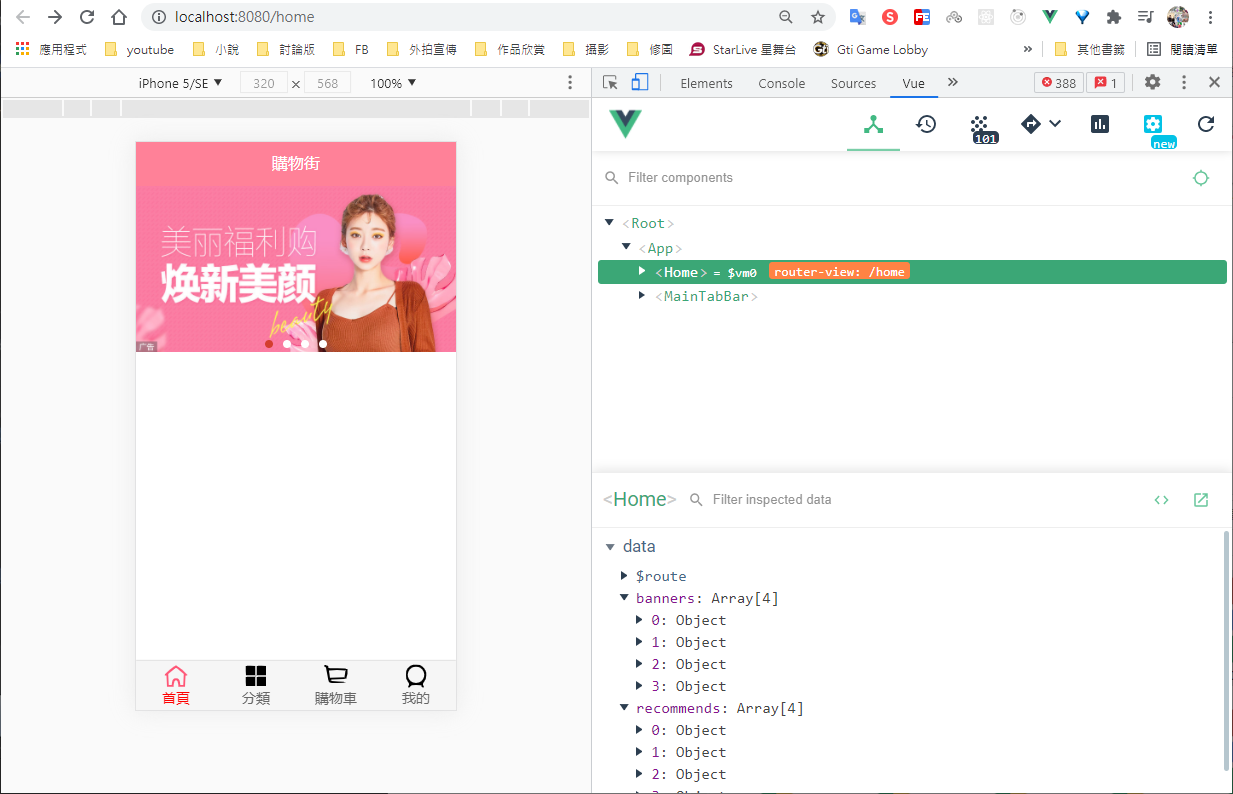 localhost:8080/home
應用程式 youtube 小說 討論版 FB 外拍宣傳 作品欣賞 攝影 修圖 StarLive 星舞台 Gti Game Lobby » 其他書籤 閱讀清單
iPhone 5/SE ▼ 320 × 568 100% ▼
Elements Console Sources Vue » 388 1
101 new
購物街
美丽福利购
焕新美颜
beauty
广告
首頁 分類 購物車 我的
Filter components
<Root>
<App>
<Home> = $vm0 router-view: /home
<MainTabBar>
<Home> Filter inspected data
data
$route
banners: Array[4]
0: Object
1: Object
2: Object
3: Object
recommends: Array[4]
0: Object
1: Object
2: Object